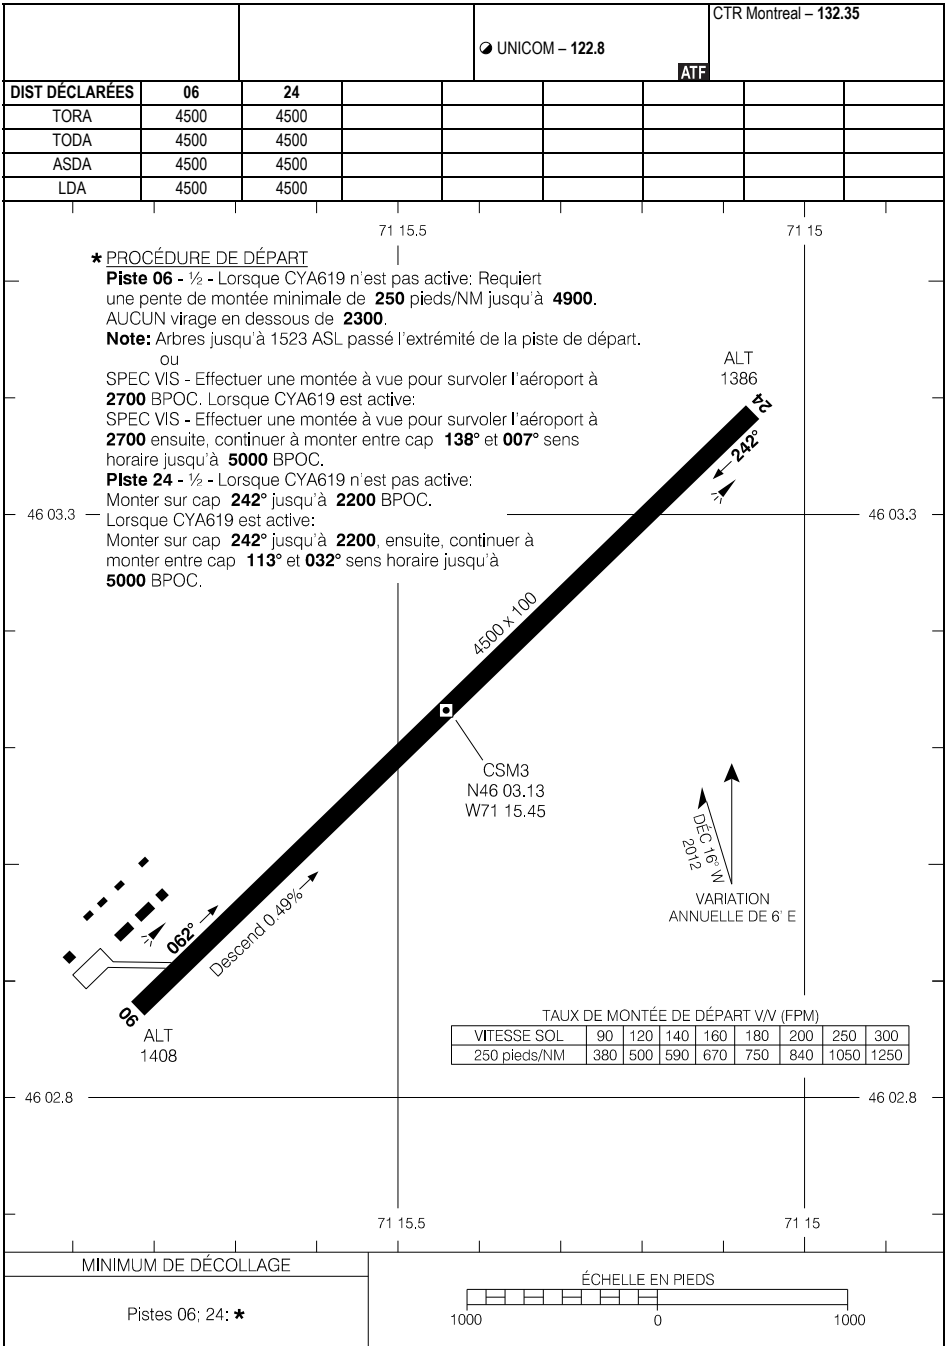 CTR Montreal – 132.35
UNICOM – 122.8
ATF
DIST DÉCLARÉES 06 24
TORA 4500 4500
TODA 4500 4500
ASDA 4500 4500
LDA 4500 4500
71 15.5 71 15
* PROCÉDURE DE DÉPART
Piste 06 - ½ - Lorsque CYA619 n'est pas active: Requiert
une pente de montée minimale de 250 pieds/NM jusqu'à 4900.
AUCUN virage en dessous de 2300.
Note: Arbres jusqu'à 1523 ASL passé l'extrémité de la piste de départ.
ou
SPEC VIS - Effectuer une montée à vue pour survoler l'aéroport à
2700 BPOC. Lorsque CYA619 est active:
SPEC VIS - Effectuer une montée à vue pour survoler l'aéroport à
2700 ensuite, continuer à monter entre cap 138° et 007° sens
horaire jusqu'à 5000 BPOC.
Piste 24 - ½ - Lorsque CYA619 n'est pas active:
Monter sur cap 242° jusqu'à 2200 BPOC.
Lorsque CYA619 est active:
Monter sur cap 242° jusqu'à 2200, ensuite, continuer à
monter entre cap 113° et 032° sens horaire jusqu'à
5000 BPOC.
ALT
1386
24
242°
46 03.3 46 03.3
4500 x 100
CSM3
N46 03.13
W71 15.45
DÉC 16° W
2012
VARIATION
ANNUELLE DE 6' E
062°
Descend 0.49%
06
ALT
1408
TAUX DE MONTÉE DE DÉPART V/V (FPM)
VITESSE SOL 90 120 140 160 180 200 250 300
250 pieds/NM 380 500 590 670 750 840 1050 1250
46 02.8 46 02.8
71 15.5 71 15
MINIMUM DE DÉCOLLAGE
Pistes 06; 24: *
ÉCHELLE EN PIEDS
1000 0 1000